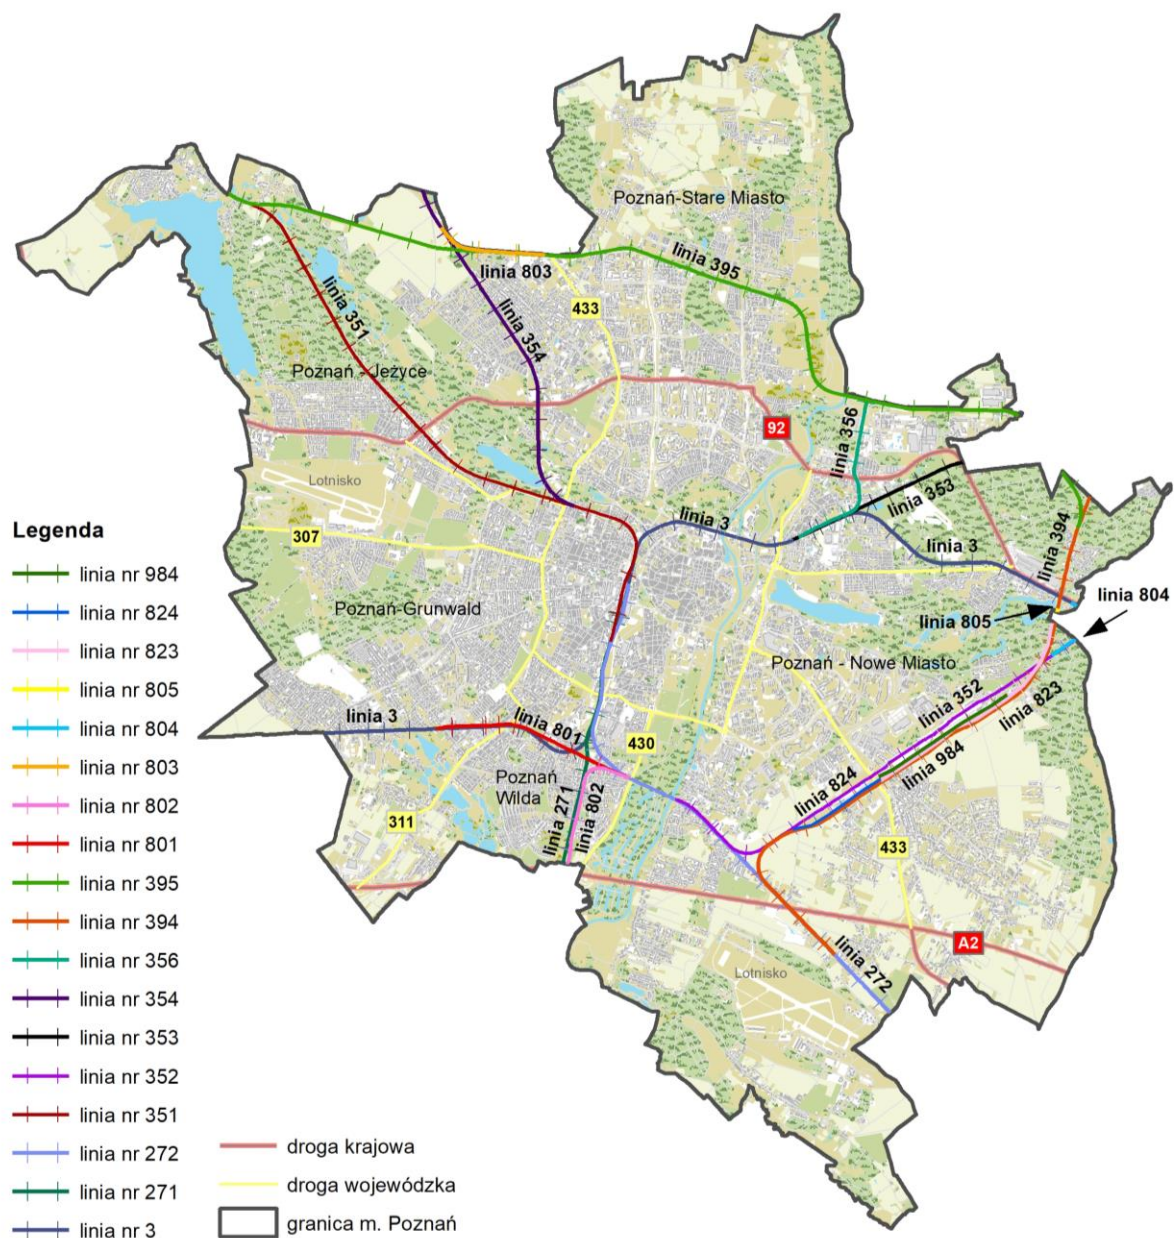 Poznań-Stare Miasto
linia 395
linia 803
433
linia 351
linia 354
Poznań - Jeżyce
92
linia 356
Lotnisko
linia 353
linia 3
linia 3
linia 394
307
linia 804
linia 805
Poznań-Grunwald
Poznań - Nowe Miasto
linia 352
linia 823
linia 3
linia 801
430
linia 984
linia 824
Poznań
Wilda
linia 271
linia 802
311
433
A2
linia 272
Lotnisko
Legenda
linia nr 984
linia nr 824
linia nr 823
linia nr 805
linia nr 804
linia nr 803
linia nr 802
linia nr 801
linia nr 395
linia nr 394
linia nr 356
linia nr 354
linia nr 353
linia nr 352
linia nr 351
linia nr 272
linia nr 271
linia nr 3
droga krajowa
droga wojewódzka
granica m. Poznań